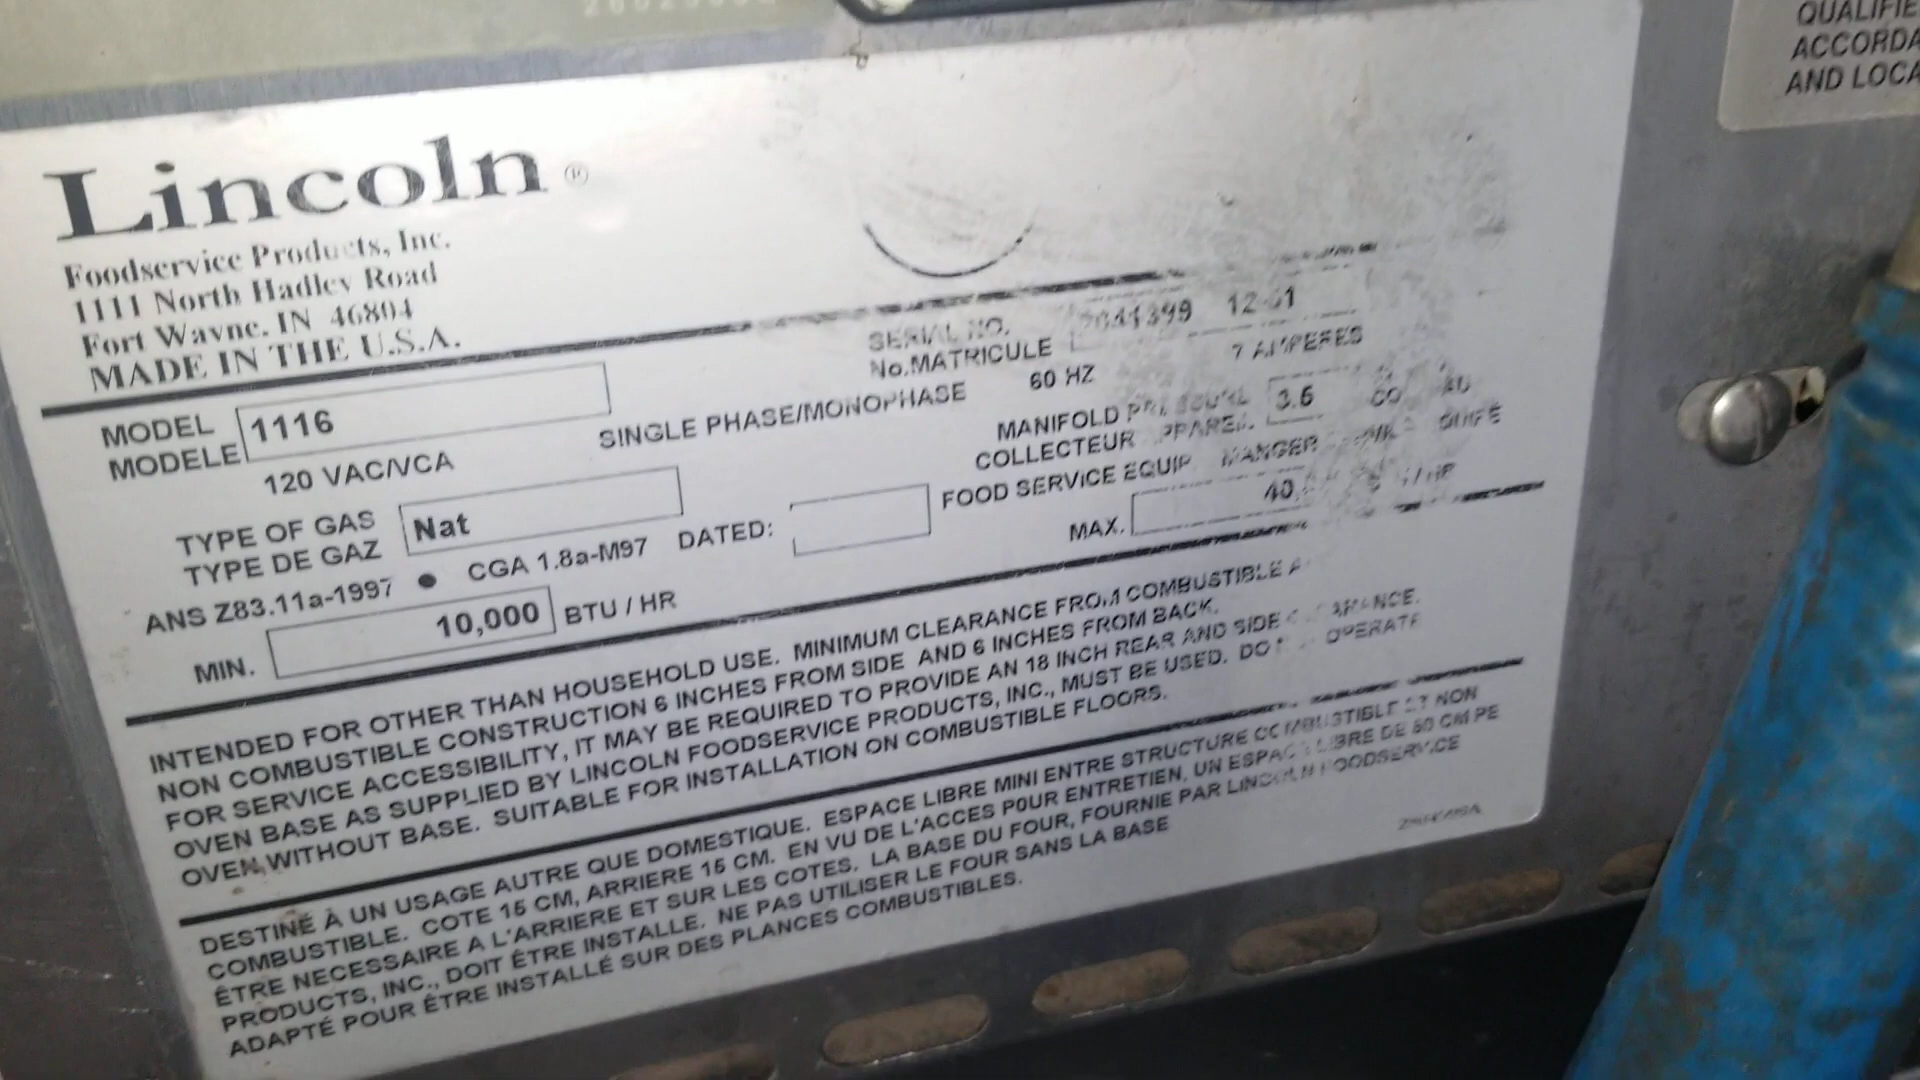 QUALIFIE
ACCORDA
AND LOCA
Lincoln ®
Foodservice Products, Inc.
1111 North Hadley Road
Fort Wayne, IN 46804
MADE IN THE U.S.A.
SERIAL NO.
No.MATRICULE
MODEL
MODELE
1116
120 VAC/VCA
SINGLE PHASE/MONOPHASE
60 HZ
7 AMPERES
TYPE OF GAS
TYPE DE GAZ
Nat
MANIFOLD PRESSURE
COLLECTEUR
3.5
ANS Z83.11a-1997 • CGA 1.8a-M97 DATED:
FOOD SERVICE EQUIP MANGER
MIN. 10,000 BTU / HR
MAX.
INTENDED FOR OTHER THAN HOUSEHOLD USE. MINIMUM CLEARANCE FROM COMBUSTIBLE
NON COMBUSTIBLE CONSTRUCTION 6 INCHES FROM SIDE AND 6 INCHES FROM BACK.
FOR SERVICE ACCESSIBILITY, IT MAY BE REQUIRED TO PROVIDE AN 18 INCH REAR AND SIDE CLEARANCE.
OVEN BASE AS SUPPLIED BY LINCOLN FOODSERVICE PRODUCTS, INC., MUST BE USED. DO OPERATE
OVEN WITHOUT BASE. SUITABLE FOR INSTALLATION ON COMBUSTIBLE FLOORS.
DESTINÉ À UN USAGE AUTRE QUE DOMESTIQUE. ESPACE LIBRE MINI ENTRE STRUCTURE COMBUSTIBLE ET NON
COMBUSTIBLE. COTE 15 CM, ARRIERE 15 CM. EN VU DE L'ACCES POUR ENTRETIEN, UN ESPACE LIBRE DE 50 CM PE
ÊTRE NECESSAIRE A L'ARRIERE ET SUR LES COTES. LA BASE DU FOUR, FOURNIE PAR LINCOLN FOODSERVICE
PRODUCTS, INC., DOIT ÊTRE INSTALLE. NE PAS UTILISER LE FOUR SANS LA BASE
ADAPTÉ POUR ÊTRE INSTALLÉ SUR DES PLANCES COMBUSTIBLES.